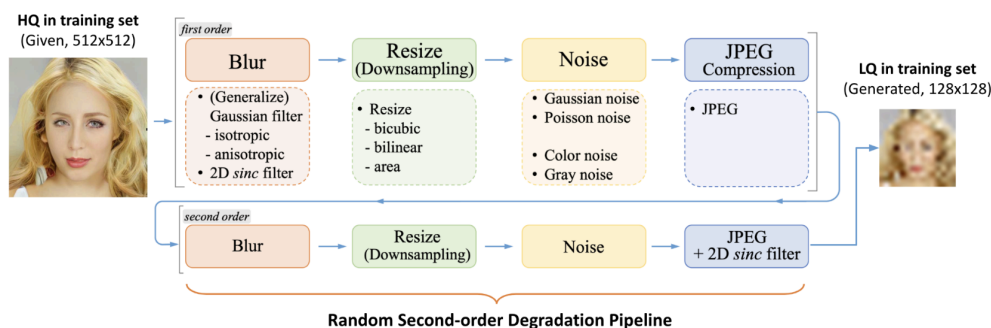 HQ in training set
(Given, 512x512)
first order
Blur
Resize
(Downsampling)
Noise
JPEG
Compression
• (Generalize)
Gaussian filter
- isotropic
- anisotropic
• 2D sinc filter
• Resize
- bicubic
- bilinear
- area
• Gaussian noise
• Poisson noise
• Color noise
• Gray noise
• JPEG
LQ in training set
(Generated, 128x128)
second order
Blur
Resize
(Downsampling)
Noise
JPEG
+ 2D sinc filter
Random Second-order Degradation Pipeline